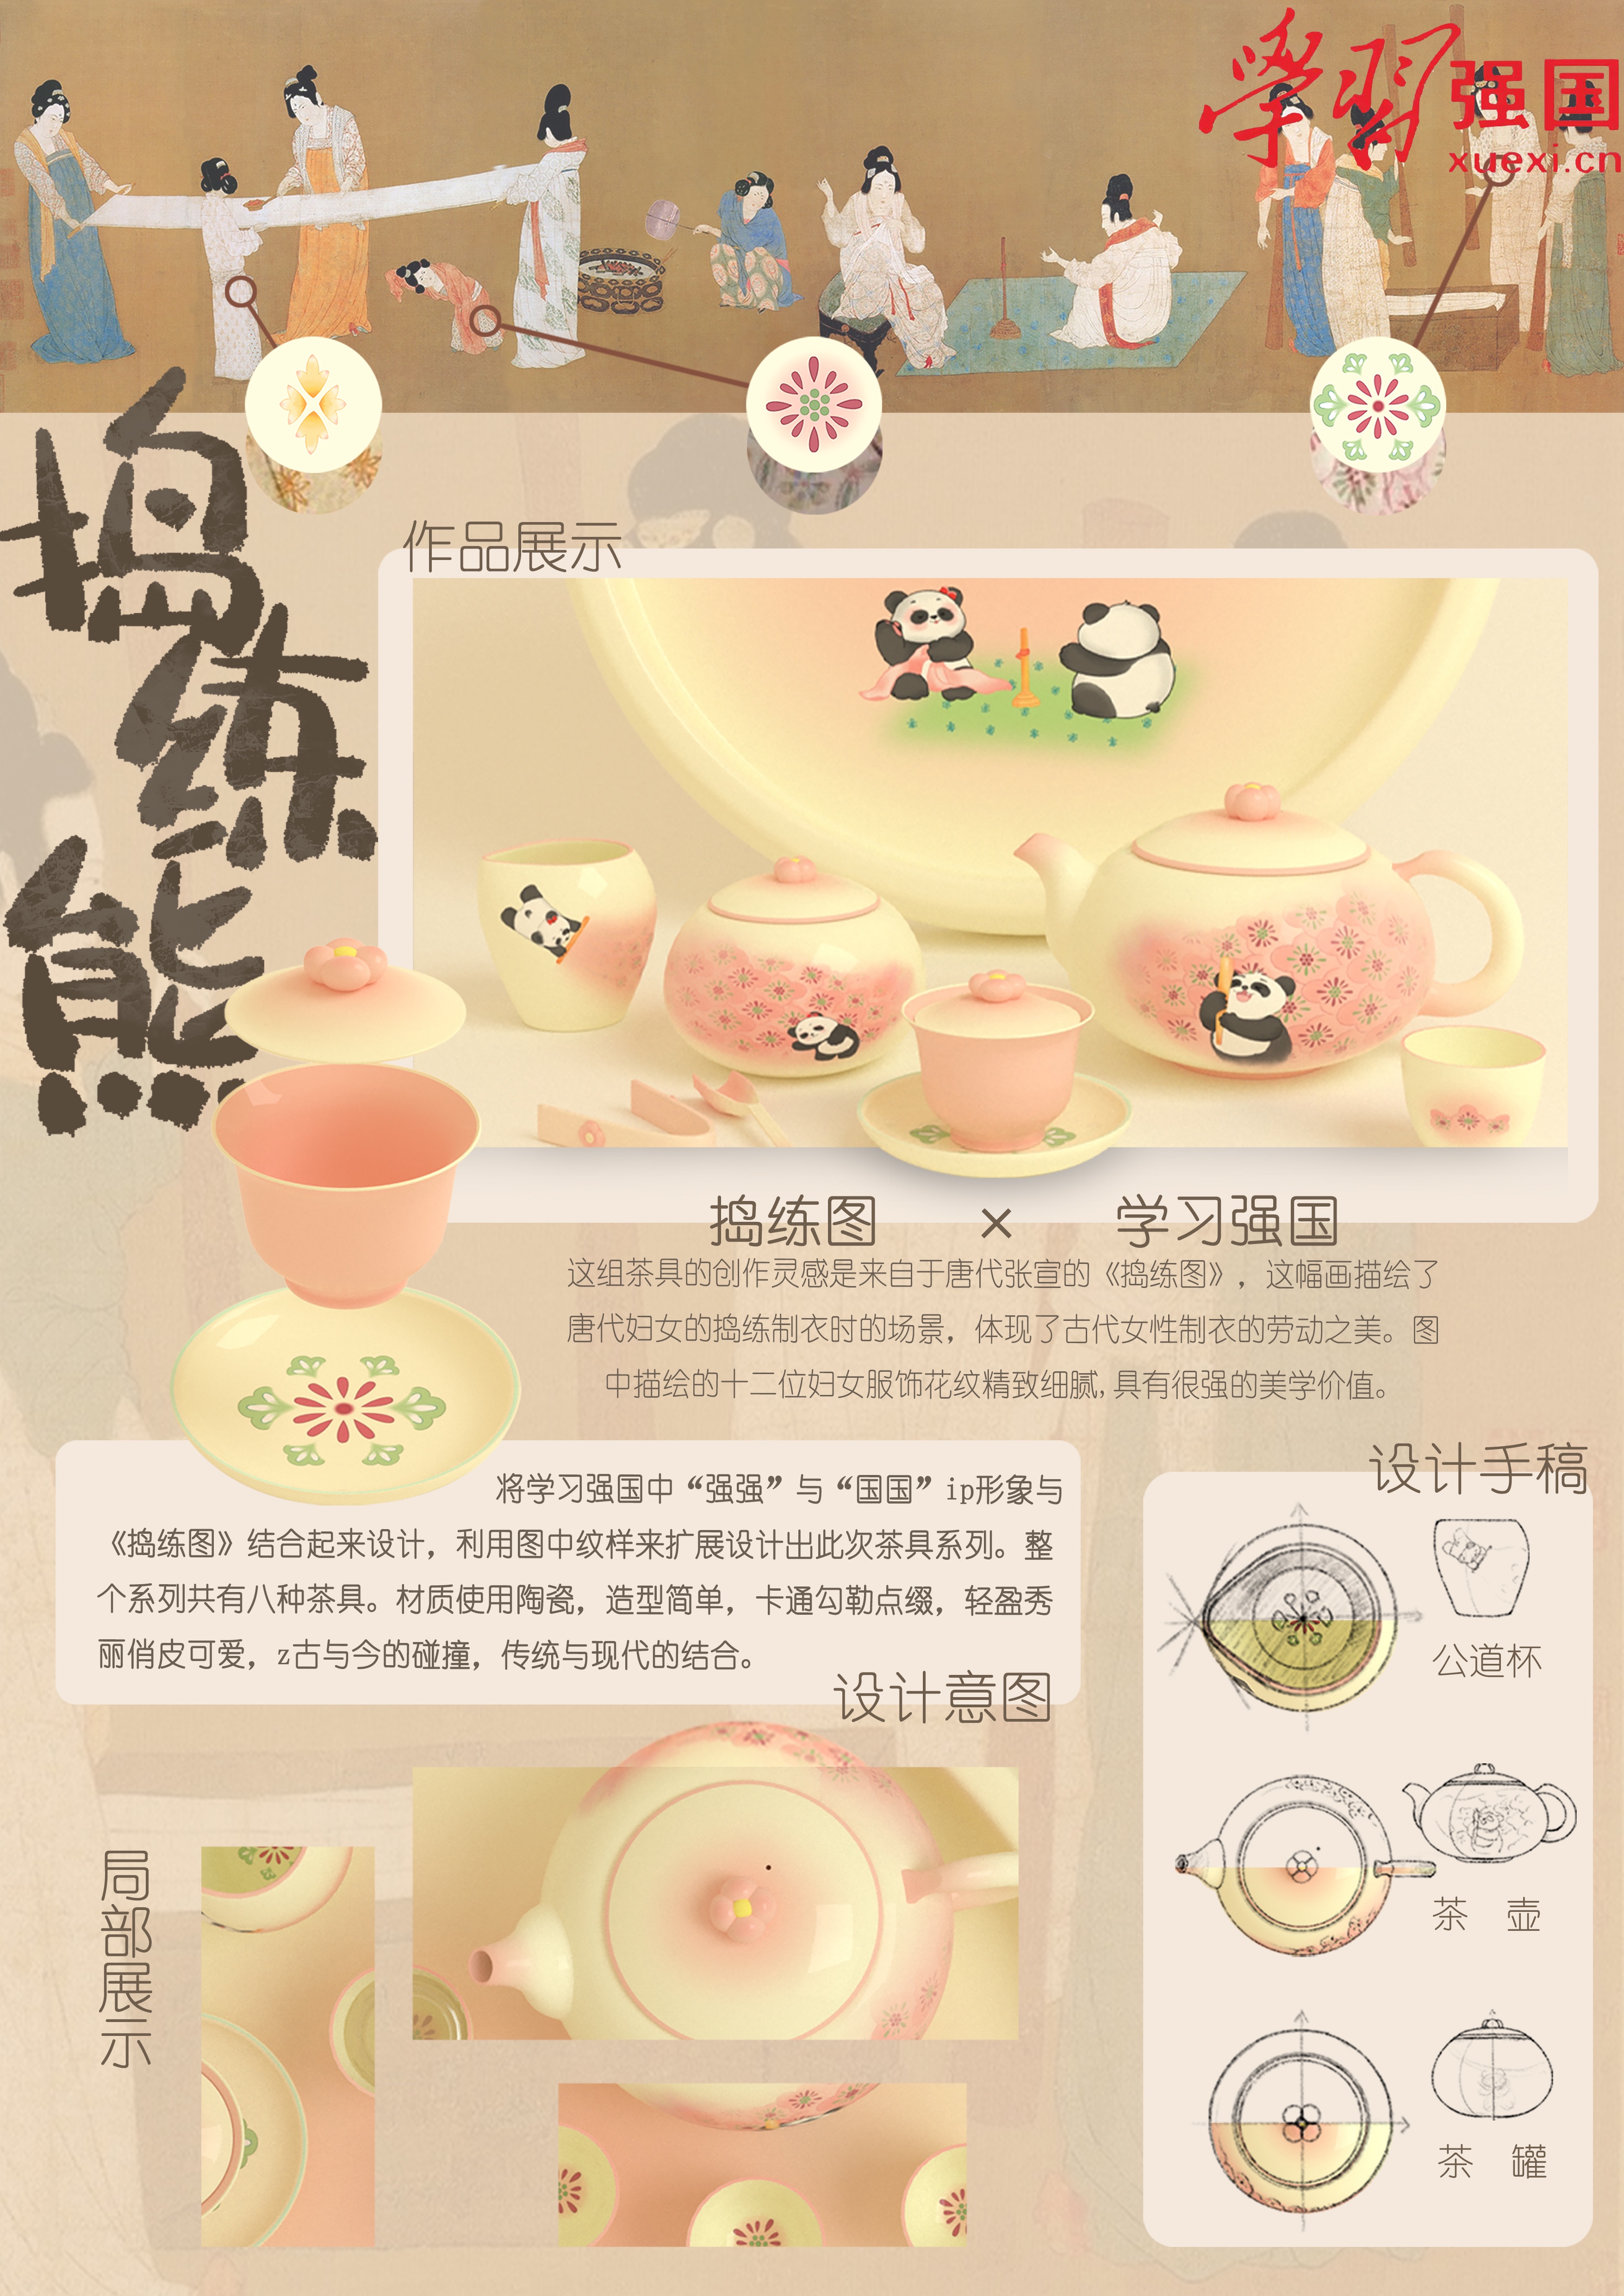 學習强国
xuexi.cn
捣练熊
作品展示
捣练图 × 学习强国
这组茶具的创作灵感是来自于唐代张宣的《捣练图》，这幅画描绘了
唐代妇女的捣练制衣时的场景，体现了古代女性制衣的劳动之美。图
中描绘的十二位妇女服饰花纹精致细腻,具有很强的美学价值。
将学习强国中“强强”与“国国”ip形象与
《捣练图》结合起来设计，利用图中纹样来扩展设计出此次茶具系列。整
个系列共有八种茶具。材质使用陶瓷，造型简单，卡通勾勒点缀，轻盈秀
丽俏皮可爱，z古与今的碰撞，传统与现代的结合。
设计意图
设计手稿
公道杯
茶 壶
茶 罐
局部展示